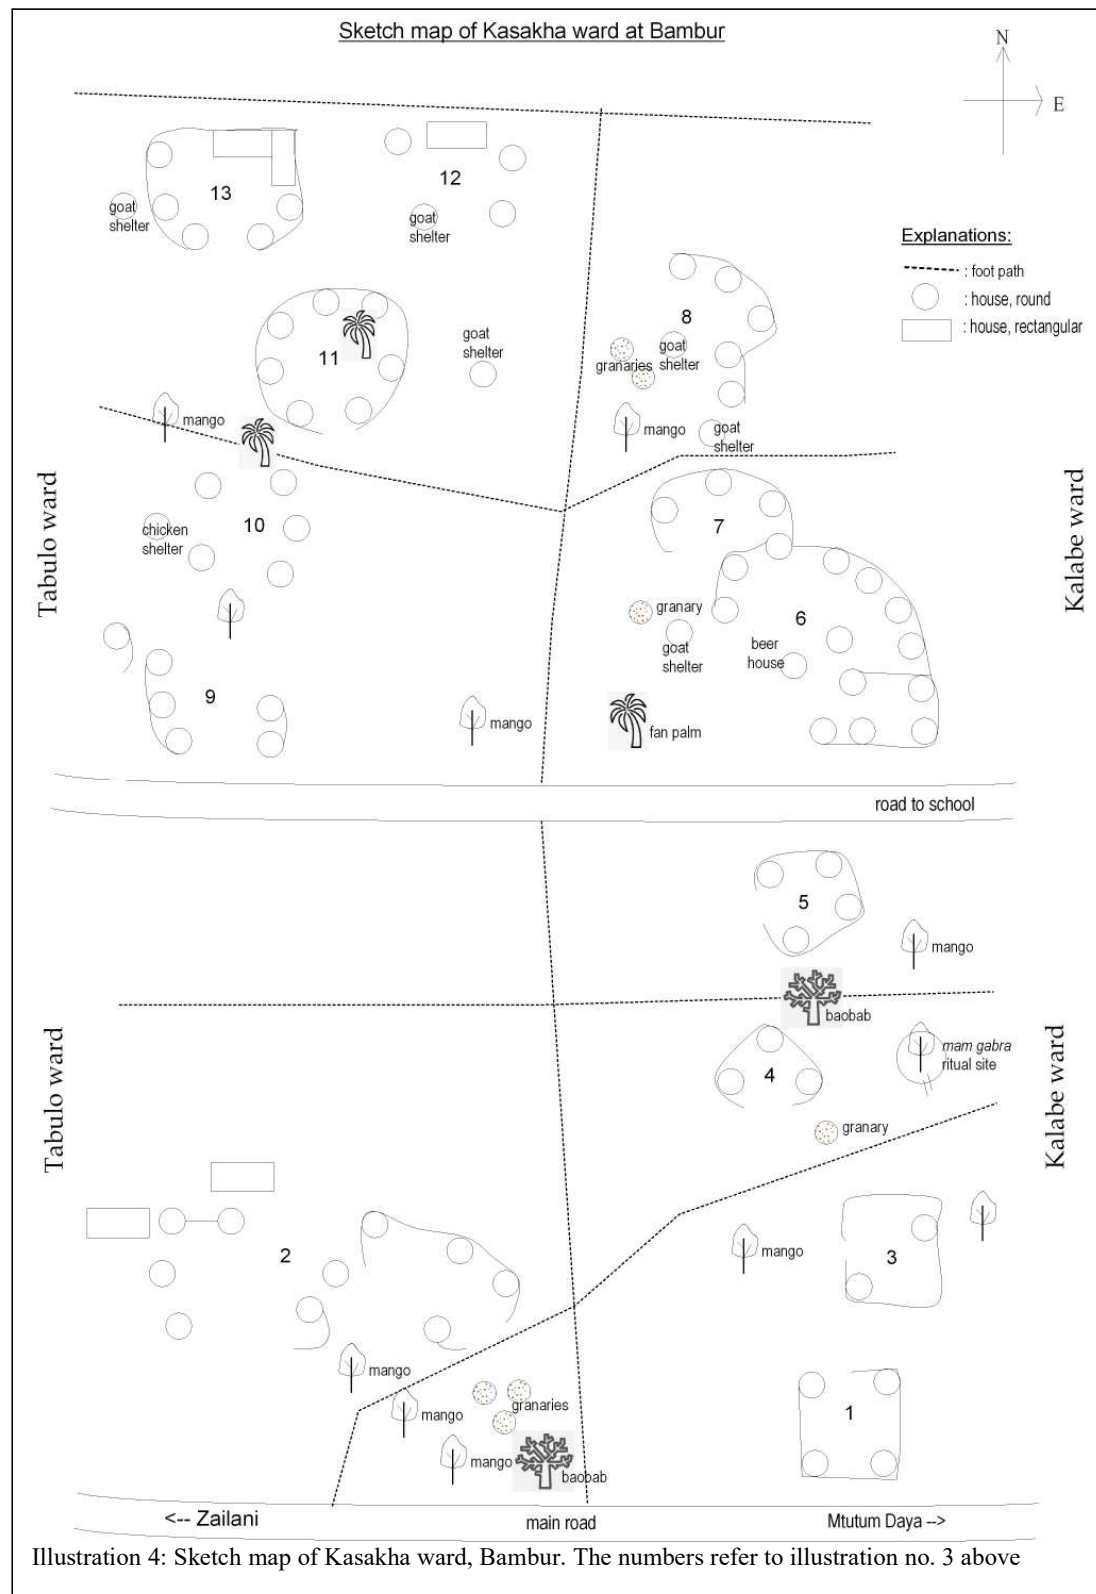 Sketch map of Kasakha ward at Bambur
N
E
13
12
goat
shelter
goat
shelter
Explanations:
: foot path
: house, round
: house, rectangular
8
goat
shelter
granaries
11
goat
shelter
mango
mango
goat
shelter
Tabulo ward
Kalabe ward
10
chicken
shelter
7
granary
goat
shelter
6
beer
house
9
mango
fan palm
road to school
5
mango
baobab
mam gabra
ritual site
4
granary
Tabulo ward
Kalabe ward
2
mango
3
mango
mango
granaries
mango
baobab
1
<-- Zailani
main road
Mtutum Daya -->
Illustration 4: Sketch map of Kasakha ward, Bambur. The numbers refer to illustration no. 3 above